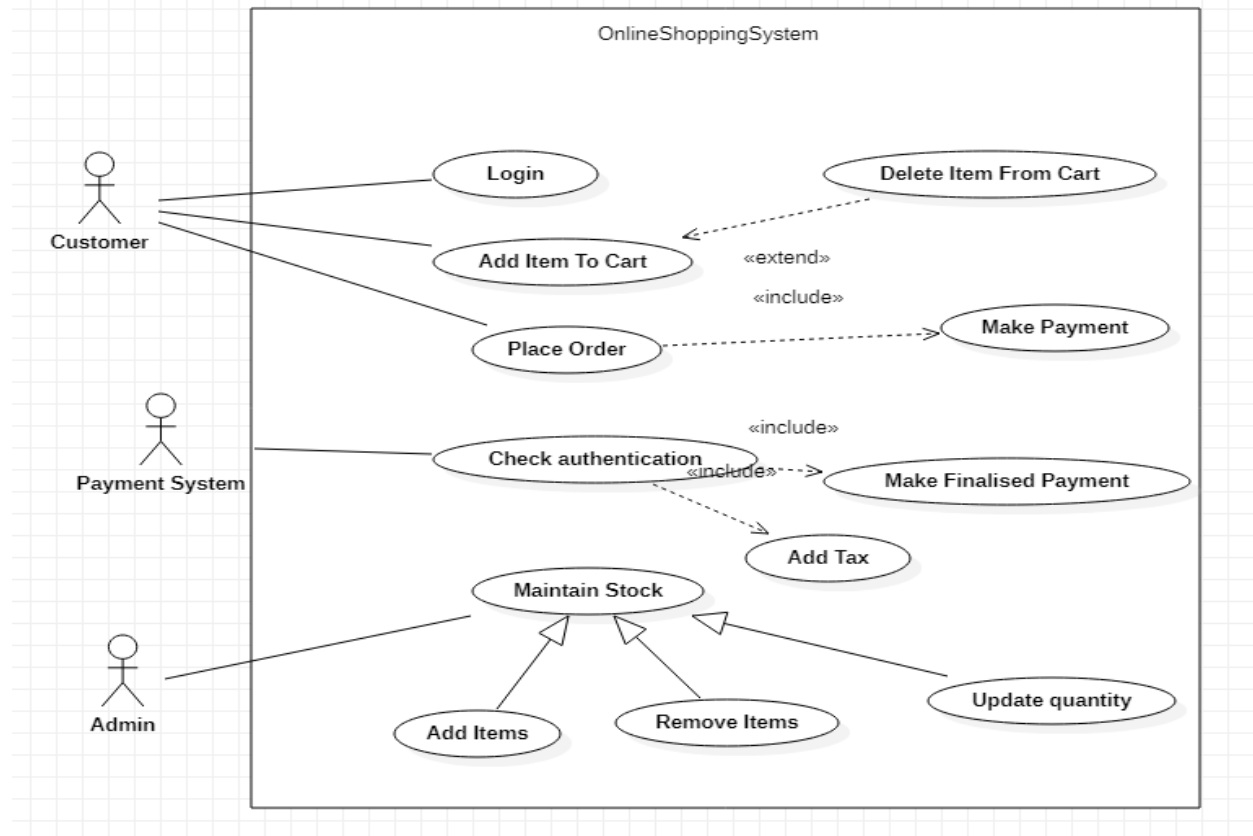 OnlineShoppingSystem
Login
Delete Item From Cart
Customer
Add Item To Cart
«extend»
«include»
Make Payment
Place Order
«include»
Check authentication
«include»
Payment System
Make Finalised Payment
Add Tax
Maintain Stock
Update quantity
Admin
Add Items
Remove Items